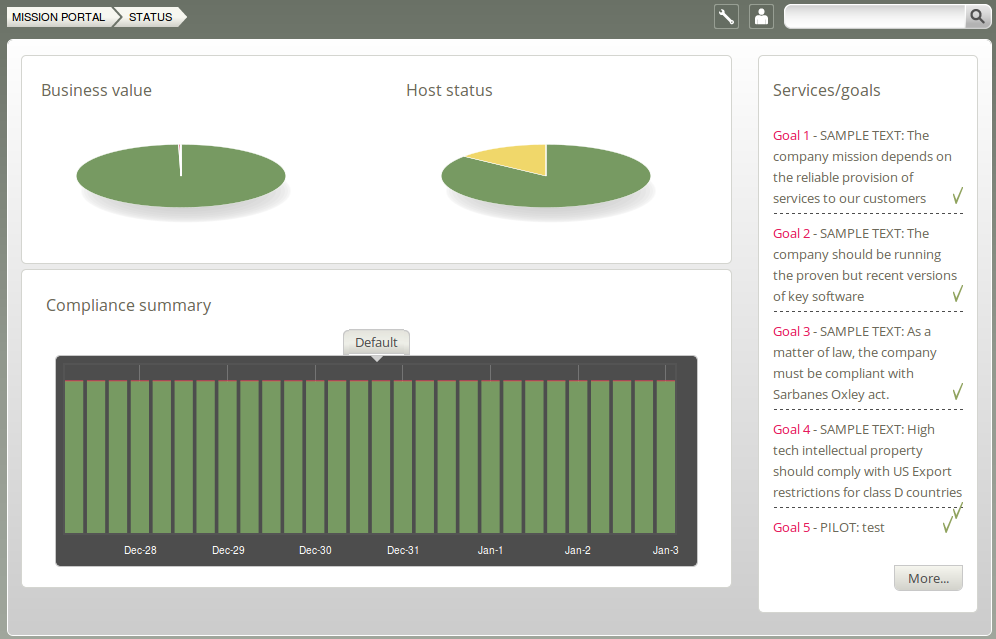 MISSION PORTAL STATUS
Business value
Host status
Compliance summary
Default
Dec-28 Dec-29 Dec-30 Dec-31 Jan-1 Jan-2 Jan-3
Services/goals
Goal 1 - SAMPLE TEXT: The
company mission depends on
the reliable provision of
services to our customers
Goal 2 - SAMPLE TEXT: The
company should be running
the proven but recent versions
of key software
Goal 3 - SAMPLE TEXT: As a
matter of law, the company
must be compliant with
Sarbanes Oxley act.
Goal 4 - SAMPLE TEXT: High
tech intellectual property
should comply with US Export
restrictions for class D countries
Goal 5 - PILOT: test
More...